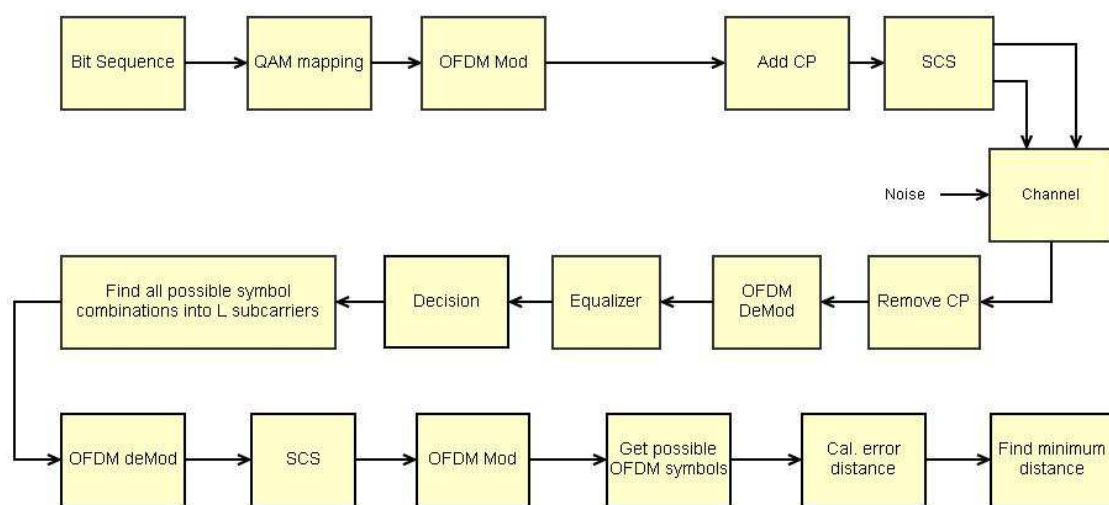 Bit Sequence
QAM mapping
OFDM Mod
Add CP
SCS
Noise
Channel
Find all possible symbol
combinations into L subcarriers
Decision
Equalizer
OFDM
DeMod
Remove CP
OFDM deMod
SCS
OFDM Mod
Get possible
OFDM symbols
Cal. error
distance
Find minimum
distance